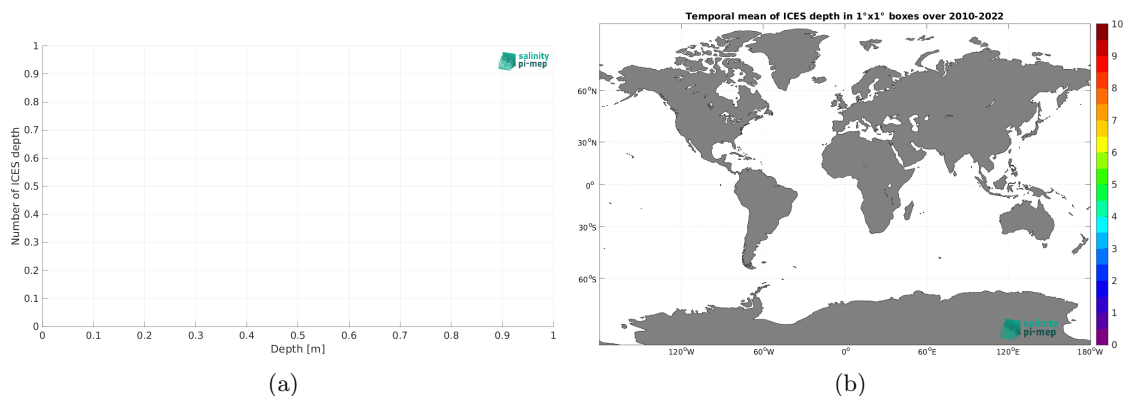 1
0.9
0.8
0.7
0.6
0.5
0.4
0.3
0.2
0.1
0
Number of ICES depth
0 0.1 0.2 0.3 0.4 0.5 0.6 0.7 0.8 0.9 1
Depth [m]
salinity
pi-mep
(a)
Temporal mean of ICES depth in 1°x1° boxes over 2010-2022
60°N
30°N
0°
30°S
60°S
120°W 60°W 0° 60°E 120°E 180°W
salinity
pi-mep
10
9
8
7
6
5
4
3
2
1
0
(b)